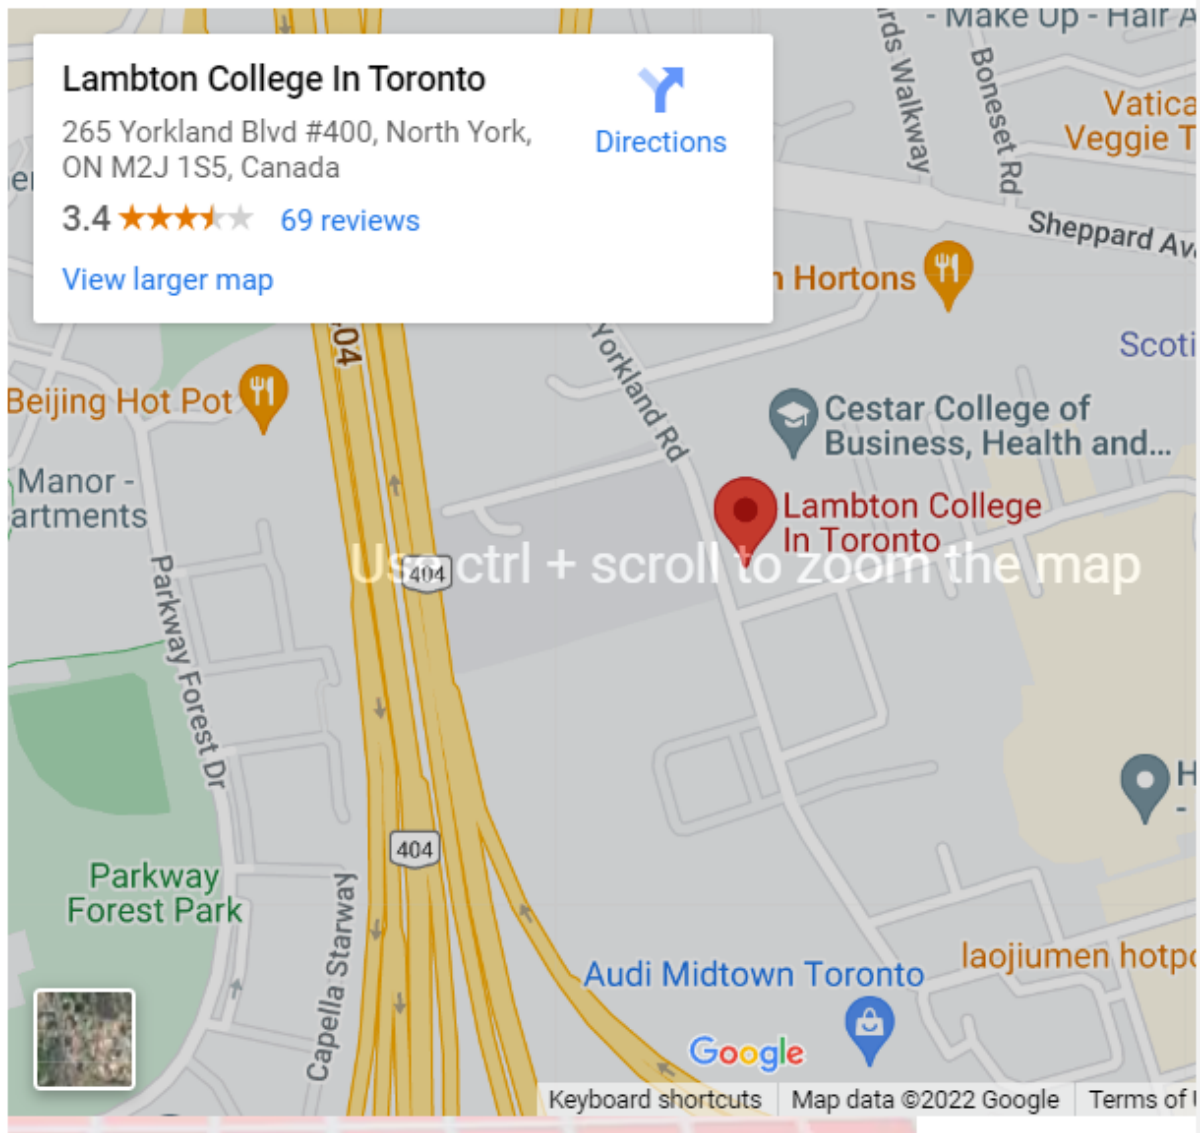 - Make Up - Hair A
rds Walkway
Boneset Rd
Lambton College In Toronto
265 Yorkland Blvd #400, North York,
ON M2J 1S5, Canada
3.4
69 reviews
View larger map
Directions
Vatica
Veggie T
Sheppard Av
n Hortons
Scoti
404
Yorkland Rd
Beijing Hot Pot
Cestar College of
Business, Health and...
Manor -
artments
Lambton College
In Toronto
Use ctrl + scroll to zoom the map
404
Parkway Forest Dr
H
-
404
Parkway
Forest Park
Capella Starway
laojiumen hotpo
Audi Midtown Toronto
Google
Keyboard shortcuts
Map data ©2022 Google
Terms of